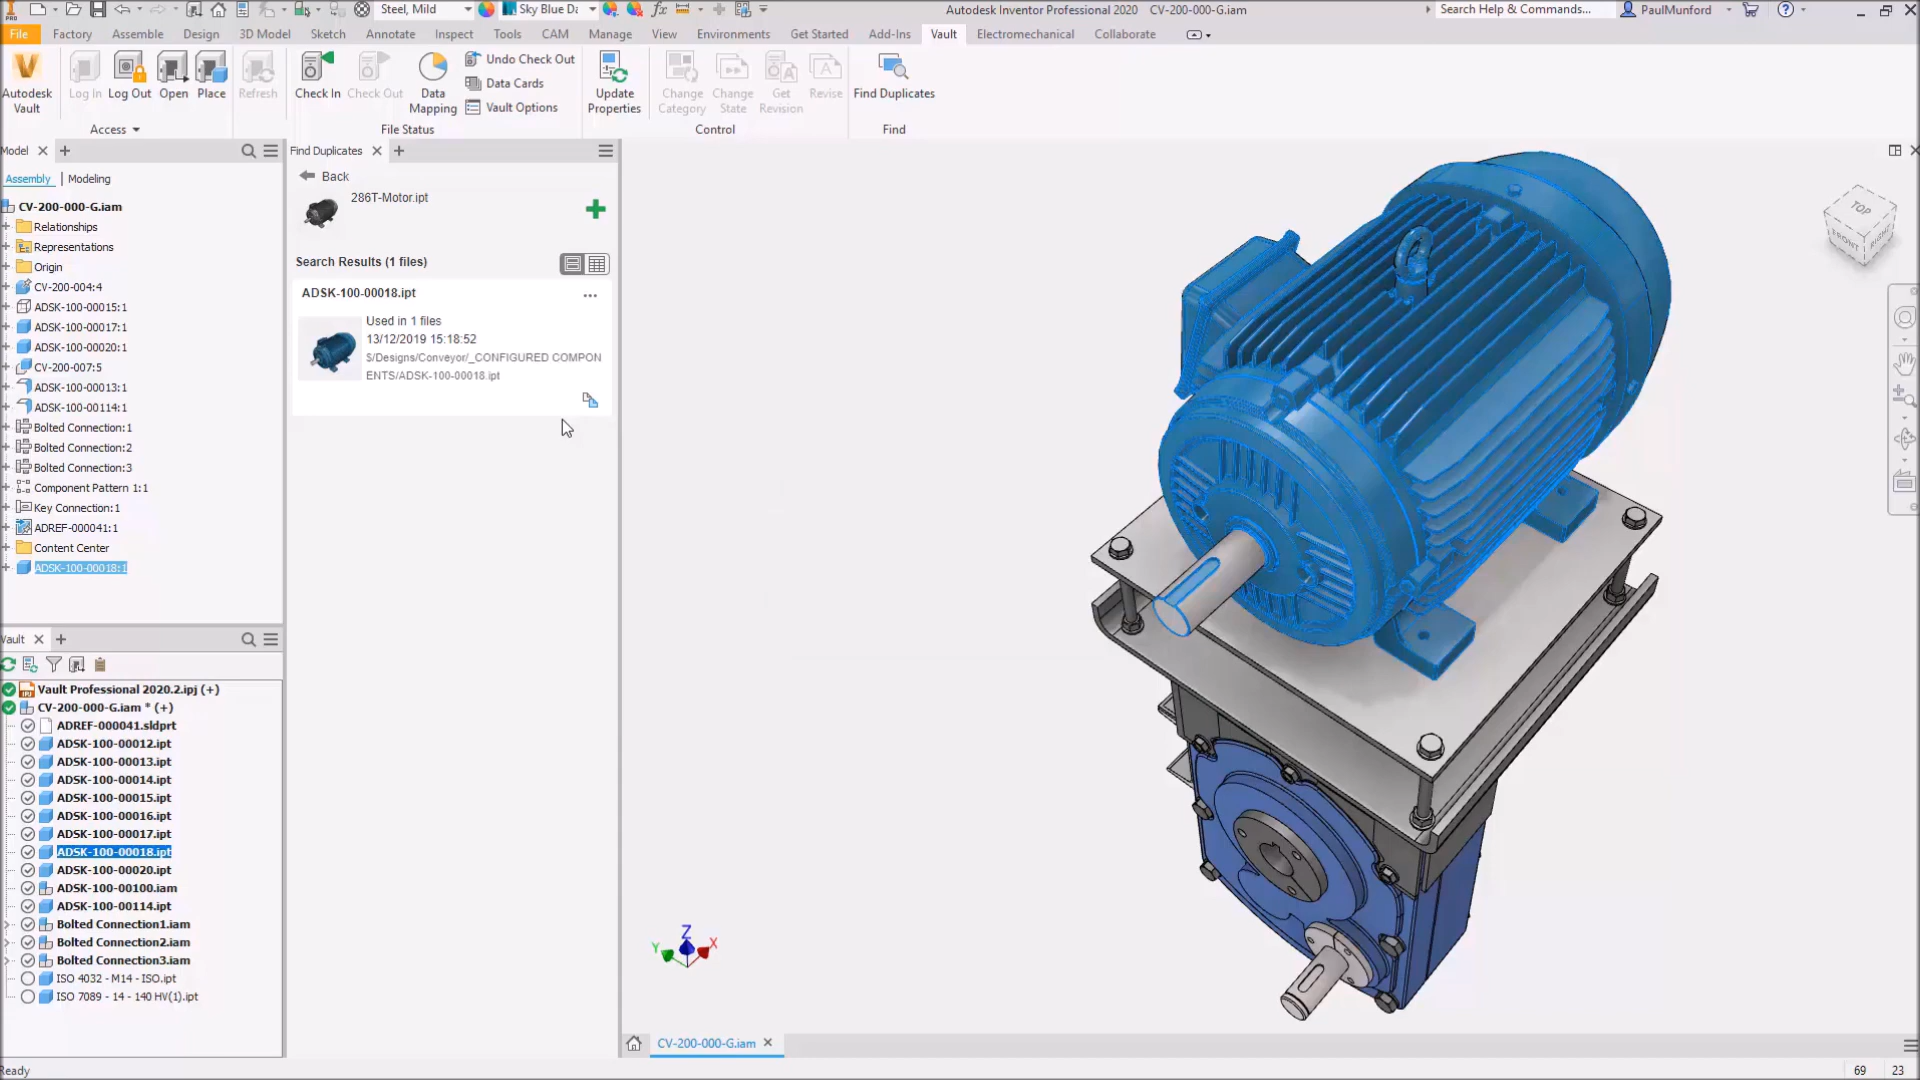 PRO
Steel, Mild
Sky Blue Da
fx
Autodesk Inventor Professional 2020 CV-200-000-G.iam
Search Help & Commands...
PaulMunford
File Factory Assembly Design 3D Model Sketch Annotate Inspect Tools CAM Manage View Environments Get Started Add-Ins Vault Electromechanical Collaborate
Autodesk Vault
Log In
Log Out
Open
Place
Refresh
Check In
Check Out
Data Mapping
Undo Check Out
Data Cards
Vault Options
Update Properties
Change Category
Change State
Get Revision
Revise
Find Duplicates
Access
File Status
Control
Find
Model
Assembly | Modeling
CV-200-000-G.iam
Relationships
Representations
Origin
CV-200-004:4
ADSK-100-00015:1
ADSK-100-00017:1
ADSK-100-00020:1
CV-200-007:5
ADSK-100-00013:1
ADSK-100-00114:1
Bolted Connection:1
Bolted Connection:2
Bolted Connection:3
Component Pattern 1:1
Key Connection:1
ADREF-000041:1
Content Center
ADSK-100-00018:1
Vault
Vault Professional 2020.2.ipj (+)
CV-200-000-G.iam * (+)
ADREF-000041.sldprt
ADSK-100-00012.ipt
ADSK-100-00013.ipt
ADSK-100-00014.ipt
ADSK-100-00015.ipt
ADSK-100-00016.ipt
ADSK-100-00017.ipt
ADSK-100-00018.ipt
ADSK-100-00020.ipt
ADSK-100-00100.iam
ADSK-100-00114.ipt
Bolted Connection1.iam
Bolted Connection2.iam
Bolted Connection3.iam
ISO 4032 - M14 - ISO.ipt
ISO 7089 - 14 - 140 HV(1).ipt
Find Duplicates
Back
286T-Motor.ipt
Search Results (1 files)
ADSK-100-00018.ipt
Used in 1 files
13/12/2019 15:18:52
$/Designs/Conveyor/_CONFIGURED COMPON
ENTS/ADSK-100-00018.ipt
TOP
FRONT
RIGHT
Z
Y
X
CV-200-000-G.iam
Ready
69
23